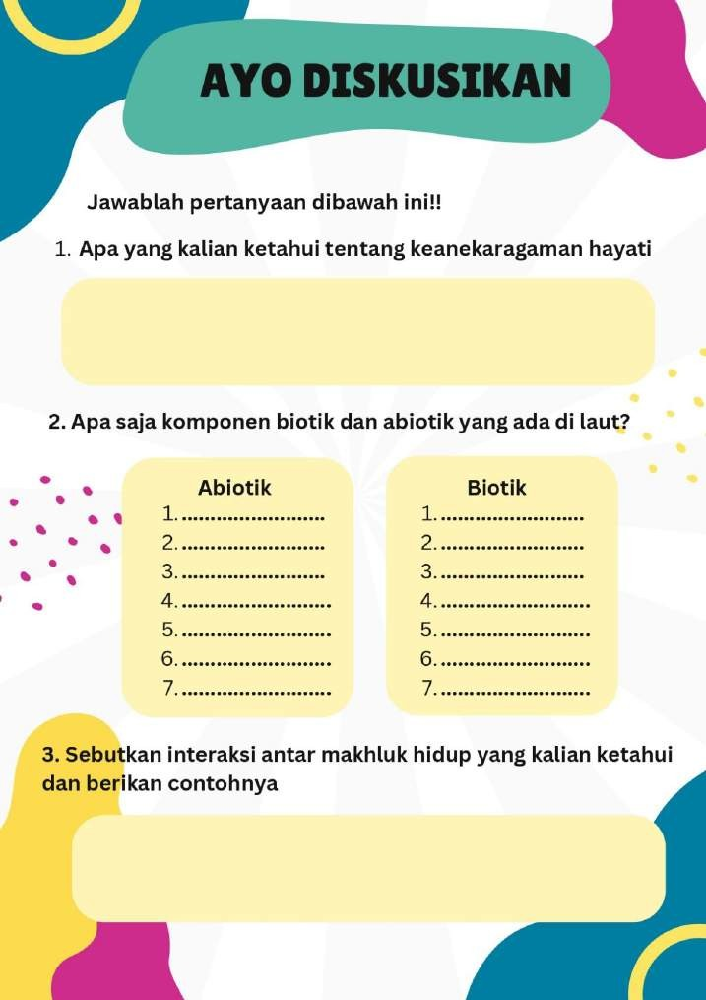 AYO DISKUSIKAN
Jawablah pertanyaan dibawah ini!!
1. Apa yang kalian ketahui tentang keanekaragaman hayati
2. Apa saja komponen biotik dan abiotik yang ada di laut?
Abiotik
1. .........................
2. .........................
3. .........................
4. ..........................
5. ..........................
6. ..........................
7. ..........................
Biotik
1. .........................
2. .........................
3. .........................
4. ..........................
5. ..........................
6. ..........................
7. ..........................
3. Sebutkan interaksi antar makhluk hidup yang kalian ketahui
dan berikan contohnya